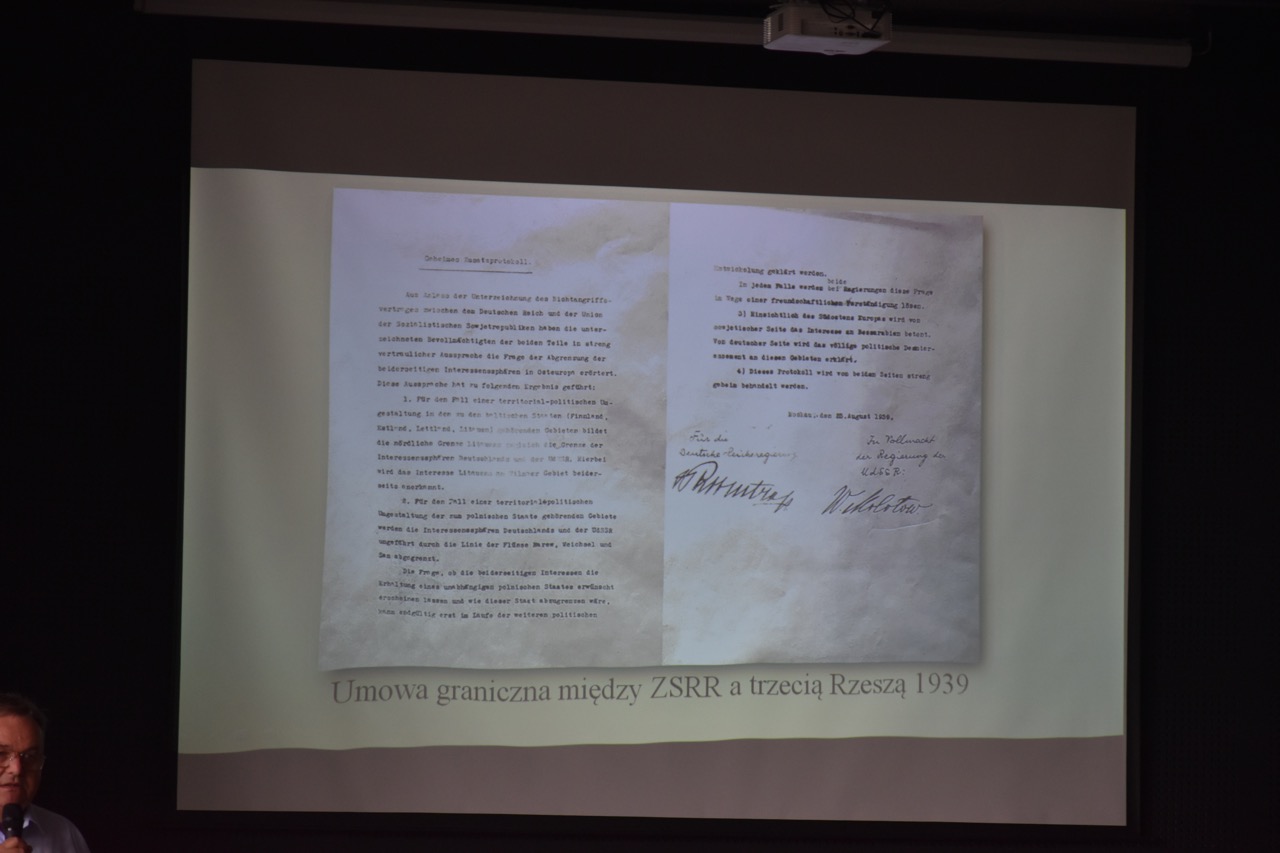 Geheimes Zusatzprotokoll.
Aus Anlass der Unterzeichnung des Nichtangriffs-
vertrages zwischen dem Deutschen Reich und der Union
der Sozialistischen Sowjetrepubliken haben die unter-
zeichneten Bevollmächtigten der beiden Teile in streng
vertraulicher Aussprache die Frage der Abgrenzung der
beiderseitigen Interessensphären in Osteuropa erörtert.
Diese Aussprache hat zu folgendem Ergebnis geführt:
1. Für den Fall einer territorial-politischen Um-
gestaltung in den zu den baltischen Staaten (Finnland,
Estland, Lettland, Litauen) gehörenden Gebieten bildet
die nördliche Grenze Litauens zugleich die Grenze der
Interessensphären Deutschlands und der UdSSR. Hierbei
wird das Interesse Litauens am Wilnaer Gebiet beider-
seits anerkannt.
2. Für den Fall einer territorial-politischen
Umgestaltung der zum polnischen Staate gehörenden Gebiete
werden die Interessensphären Deutschlands und der UdSSR
ungefähr durch die Linie der Flüsse Narew, Weichsel und
San abgegrenzt.
Die Frage, ob die beiderseitigen Interessen die
Erhaltung eines unabhängigen polnischen Staates erwünscht
erscheinen lassen und wie dieser Staat abzugrenzen wäre,
kann endgültig erst im Laufe der weiteren politischen
Entwicklung geklärt werden.
In jedem Falle werden beide Regierungen diese Frage
im Wege einer freundschaftlichen Verständigung lösen.
3) Hinsichtlich des Südostens Europas wird von
sowjetischer Seite das Interesse an Bessarabien betont.
Von deutscher Seite wird das völlige politische Desinter-
essement an diesen Gebieten erklärt.
4) Dieses Protokoll wird von beiden Seiten streng
geheim behandelt werden.
Moskau, den 23. August 1939.
Für die
Deutsche Reichsregierung
In Vollmacht
der Regierung der
UdSSR:
Umowa graniczna między ZSRR a trzecią Rzeszą 1939